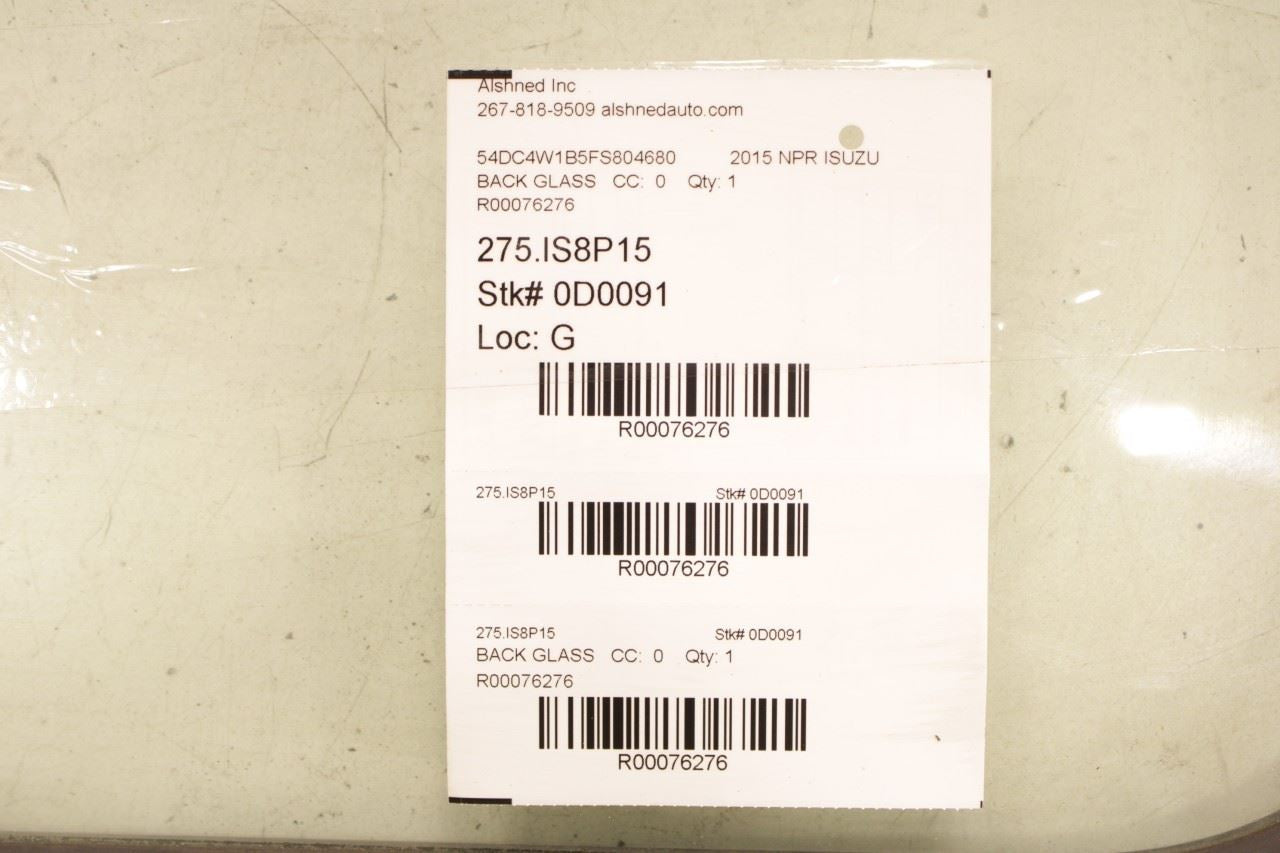 Alshned Inc
267-818-9509 alshnedauto.com
54DC4W1B5FS804680 2015 NPR ISUZU
BACK GLASS CC: 0 Qty: 1
R00076276
275.IS8P15
Stk# 0D0091
Loc: G
R00076276
275.IS8P15 Stk# 0D0091
R00076276
275.IS8P15 Stk# 0D0091
BACK GLASS CC: 0 Qty: 1
R00076276
R00076276